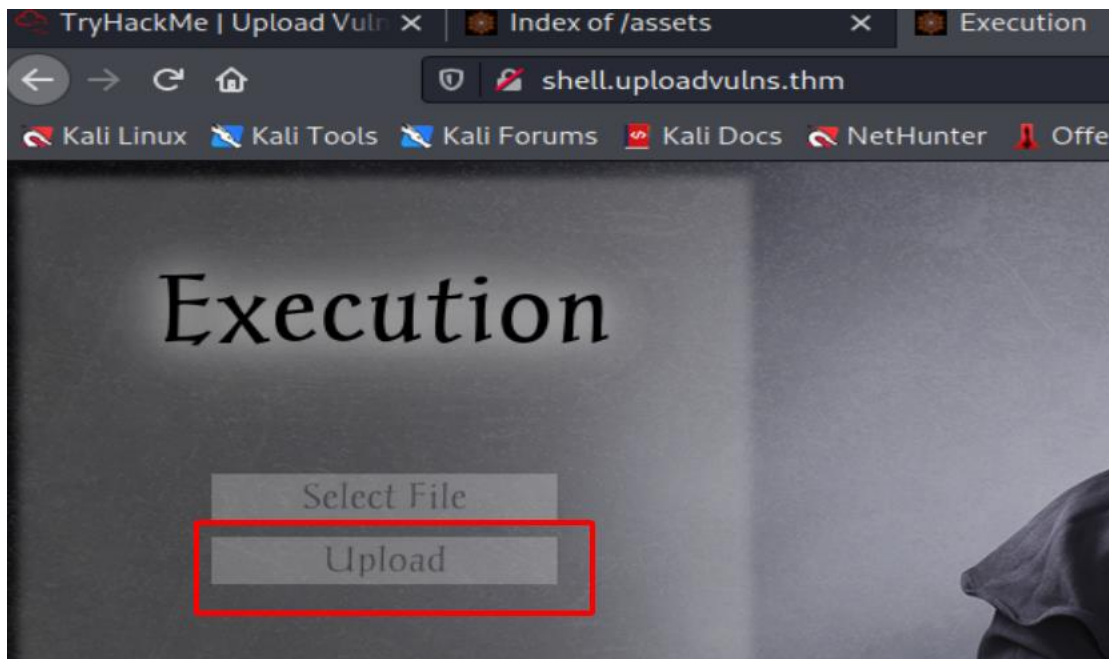 TryHackMe | Upload Vuln
Index of /assets
Execution
shell.uploadvulns.thm
Kali Linux Kali Tools Kali Forums Kali Docs NetHunter Offe
Execution
Select File
Upload